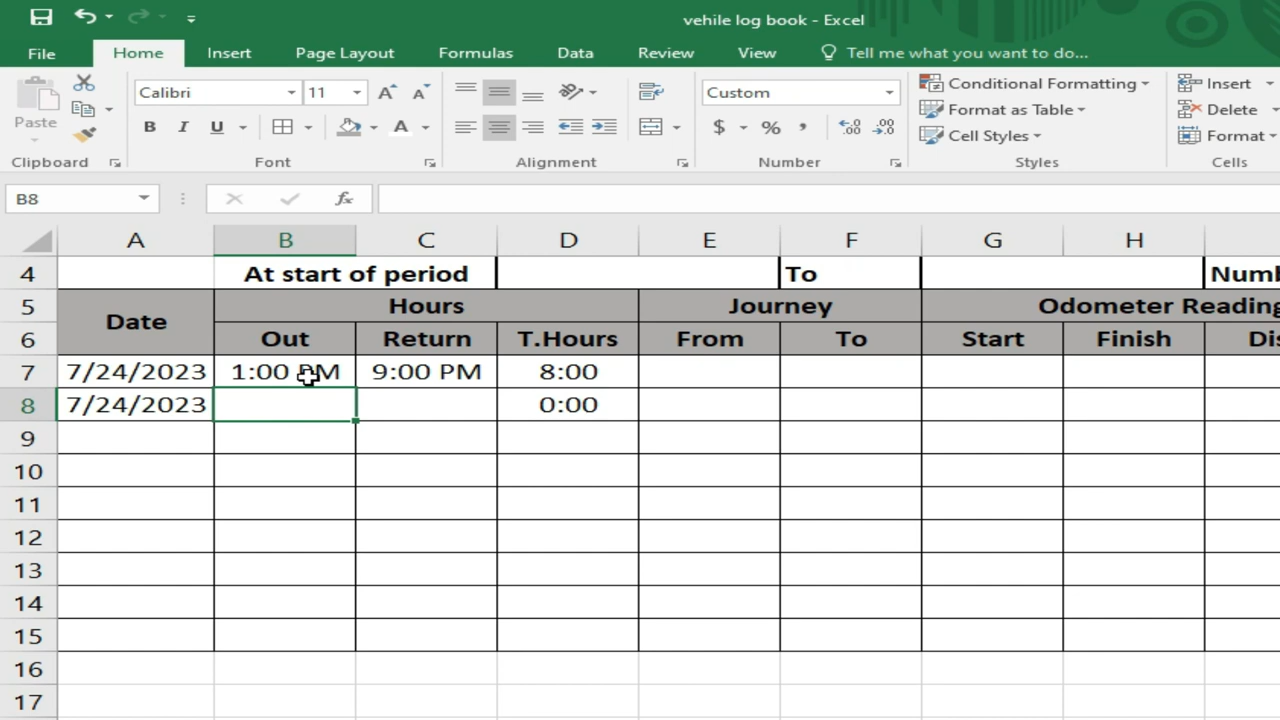 vehile log book - Excel
File Home Insert Page Layout Formulas Data Review View Tell me what you want to do...
Paste
Calibri 11 A A
B I U A
Custom
$ % , .00 .0
Conditional Formatting
Format as Table
Cell Styles
Insert
Delete
Format
Clipboard Font Alignment Number Styles Cells
B8 fx
A B C D E F G H
4 At start of period To
5 Date Hours Journey Odometer Reading
6 Out Return T.Hours From To Start Finish
7 7/24/2023 1:00 PM 9:00 PM 8:00
8 7/24/2023 0:00
9
10
11
12
13
14
15
16
17